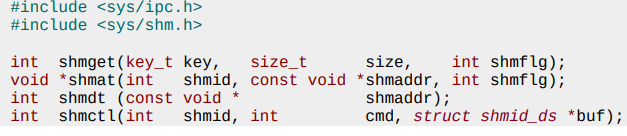 #include <sys/ipc.h>
#include <sys/shm.h>
int shmget(key_t key, size_t size, int shmflg);
void *shmat(int shmid, const void *shmaddr, int shmflg);
int shmdt (const void * shmaddr);
int shmctl(int shmid, int cmd, struct shmid_ds *buf);